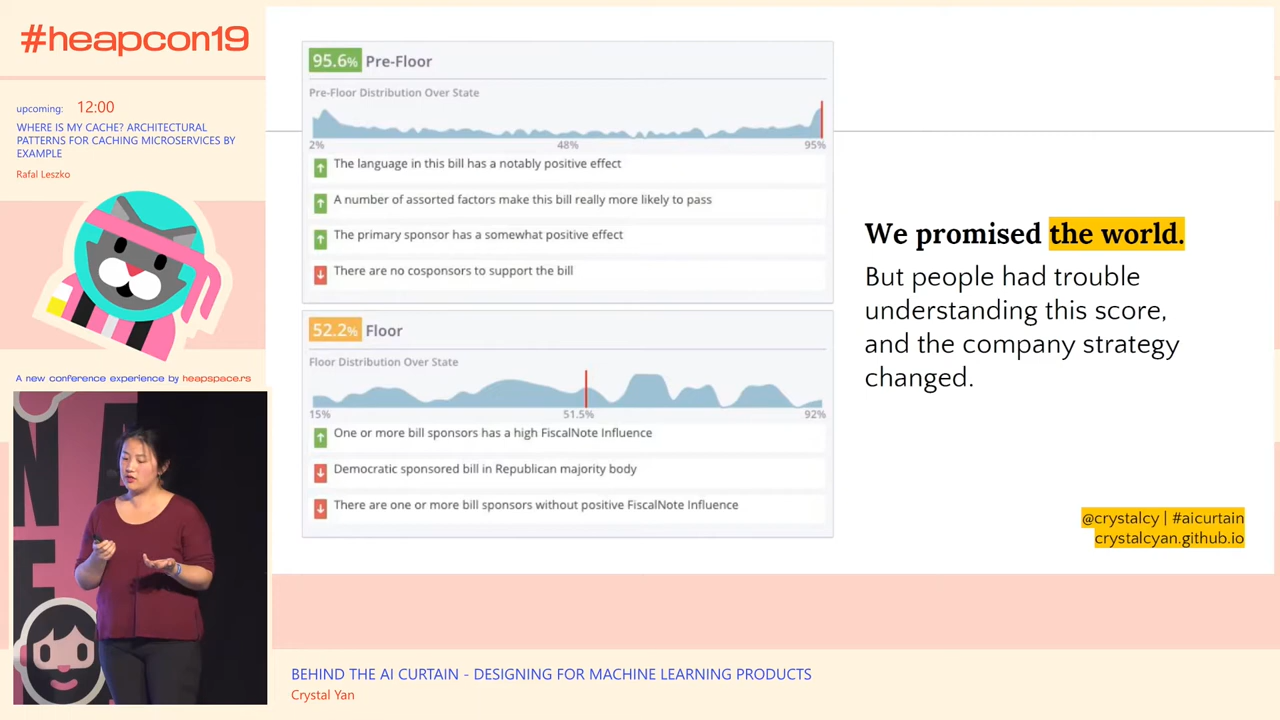 #heapcon19
upcoming: 12:00
WHERE IS MY CACHE? ARCHITECTURAL
PATTERNS FOR CACHING MICROSERVICES BY
EXAMPLE
Rafal Leszko
A new conference experience by heapspace.rs
95.6% Pre-Floor
Pre-Floor Distribution Over State
2% 48% 95%
The language in this bill has a notably positive effect
A number of assorted factors make this bill really more likely to pass
The primary sponsor has a somewhat positive effect
There are no cosponsors to support the bill
52.2% Floor
Floor Distribution Over State
15% 51.5% 92%
One or more bill sponsors has a high FiscalNote Influence
Democratic sponsored bill in Republican majority body
There are one or more bill sponsors without positive FiscalNote Influence
We promised the world.
But people had trouble
understanding this score,
and the company strategy
changed.
@crystalcy | #aicurtain
crystalcyan.github.io
BEHIND THE AI CURTAIN - DESIGNING FOR MACHINE LEARNING PRODUCTS
Crystal Yan